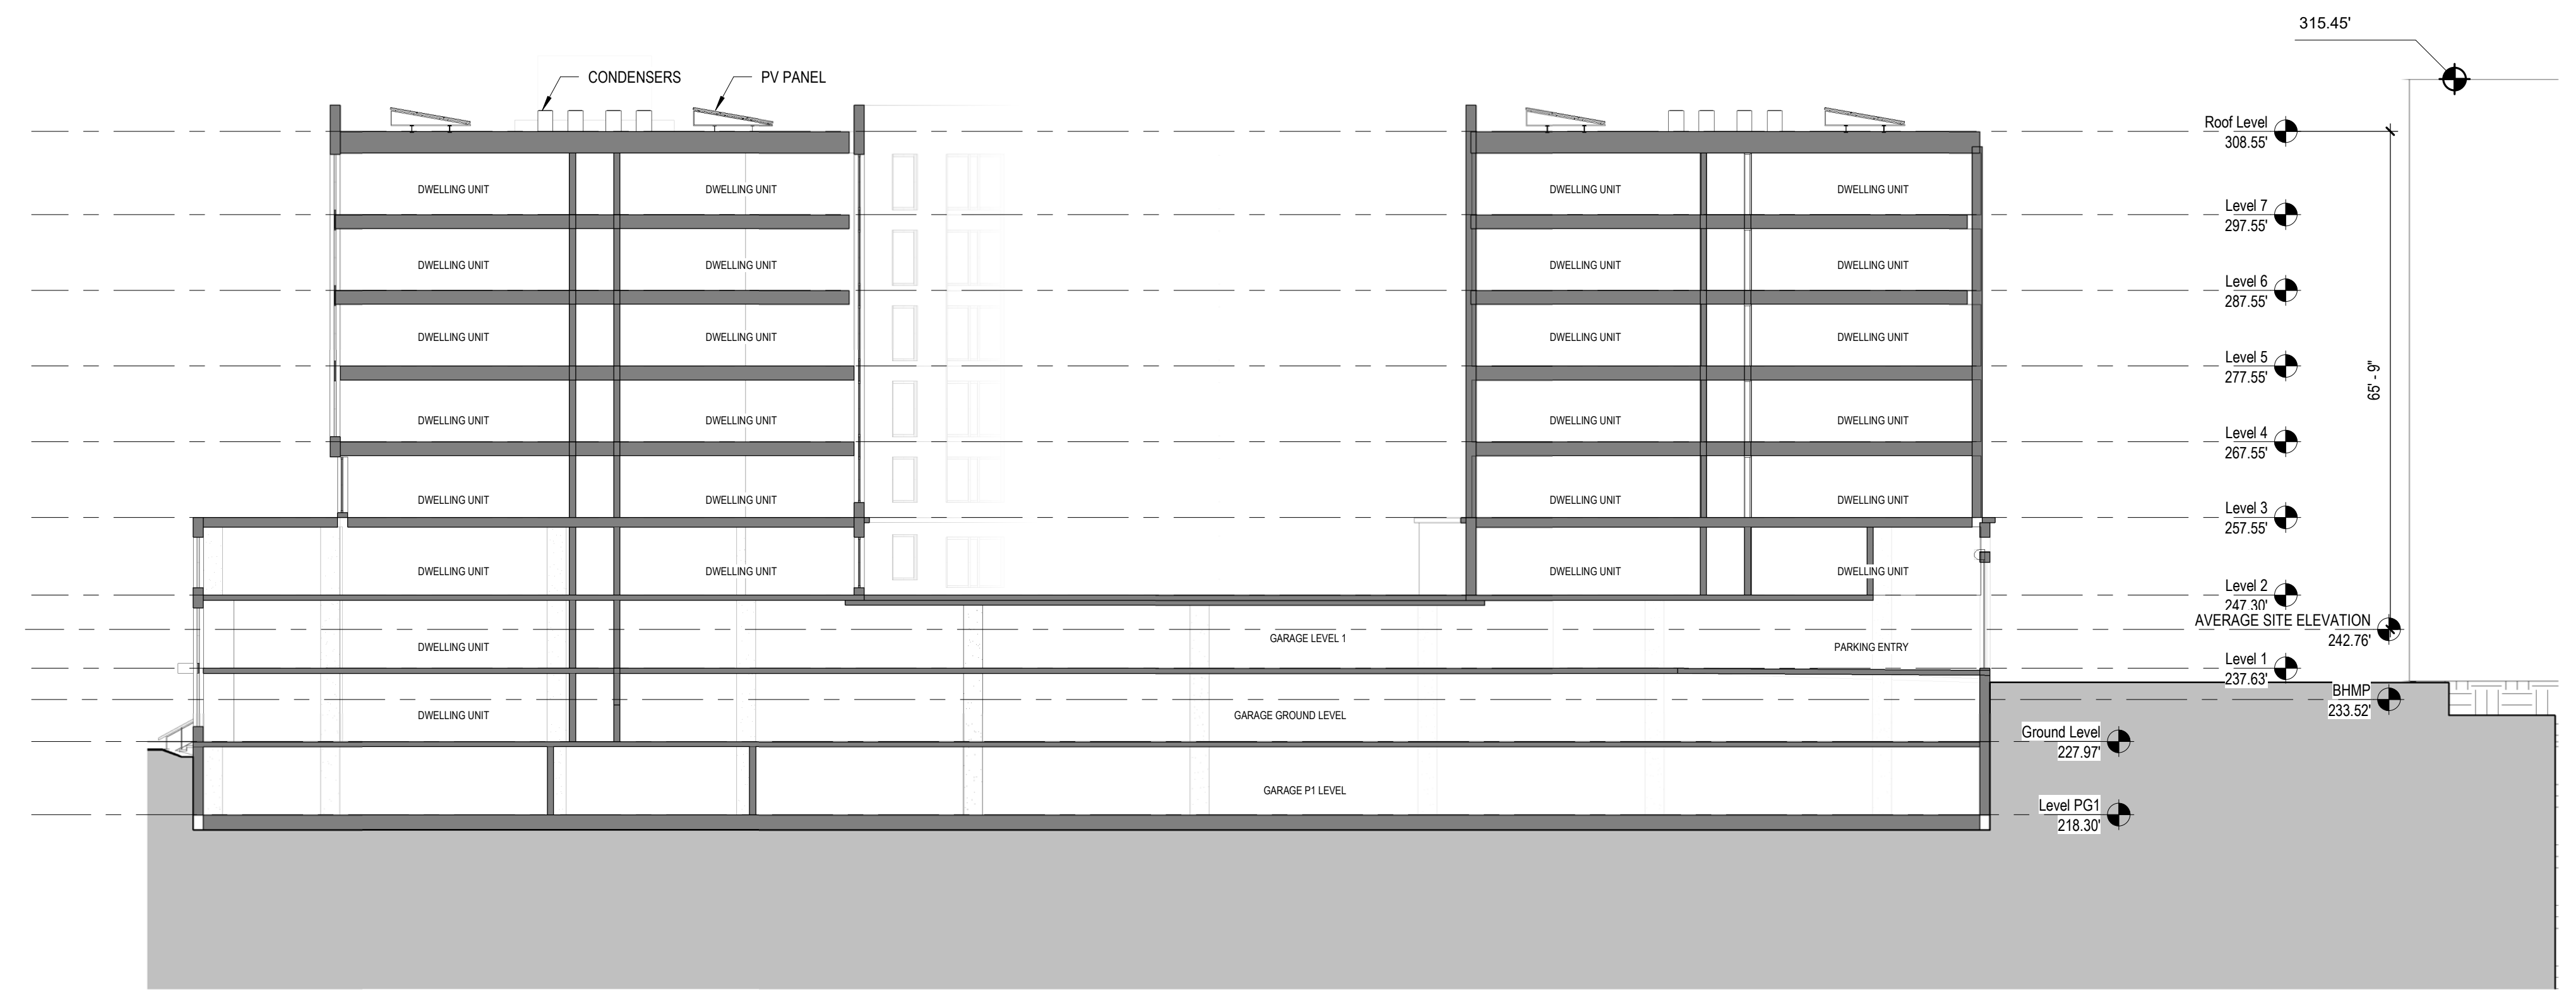 315.45'
CONDENSERS
PV PANEL
Roof Level
308.55'
DWELLING UNIT DWELLING UNIT DWELLING UNIT DWELLING UNIT
Level 7
297.55'
DWELLING UNIT DWELLING UNIT DWELLING UNIT DWELLING UNIT
Level 6
287.55'
DWELLING UNIT DWELLING UNIT DWELLING UNIT DWELLING UNIT
Level 5
277.55'
65' - 9"
DWELLING UNIT DWELLING UNIT DWELLING UNIT DWELLING UNIT
Level 4
267.55'
DWELLING UNIT DWELLING UNIT DWELLING UNIT DWELLING UNIT
Level 3
257.55'
DWELLING UNIT DWELLING UNIT DWELLING UNIT DWELLING UNIT
Level 2
247.30'
AVERAGE SITE ELEVATION
242.76'
DWELLING UNIT GARAGE LEVEL 1 PARKING ENTRY
Level 1
237.63'
BHMP
233.52'
DWELLING UNIT GARAGE GROUND LEVEL
Ground Level
227.97'
GARAGE P1 LEVEL
Level PG1
218.30'